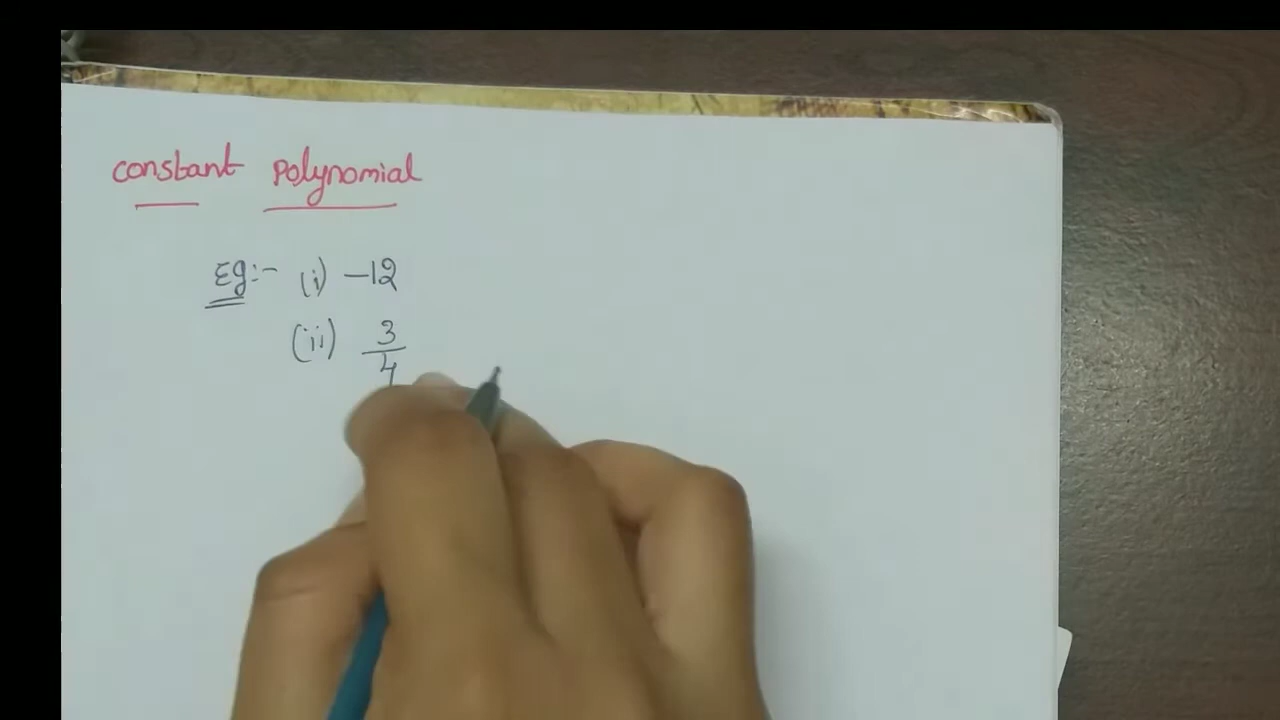 constant polynomial
Eg:- (i) -12
(ii) 3/4